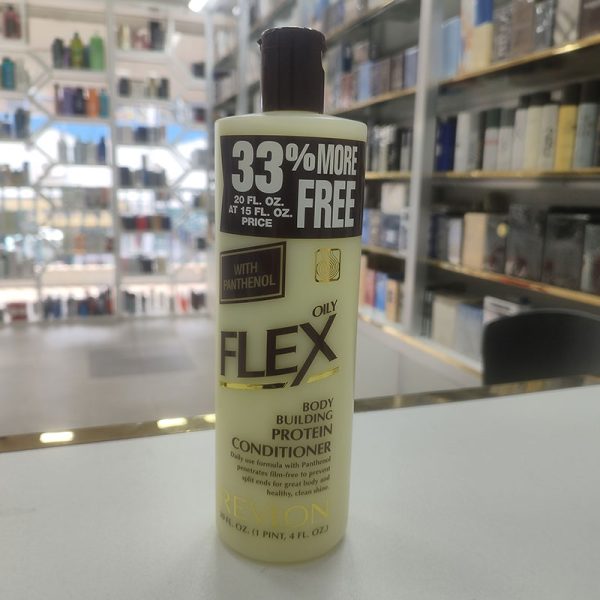 33% MORE
20 FL. OZ.
AT 15 FL. OZ.
PRICE
FREE
WITH
PANTHENOL
OILY
FLEX
BODY
BUILDING
PROTEIN
CONDITIONER
Daily use formula with Panthenol
penetrates film-free to prevent
split ends for great body and
healthy, clean shine.
REVLON
20 FL. OZ. (1 PINT, 4 FL. OZ.)